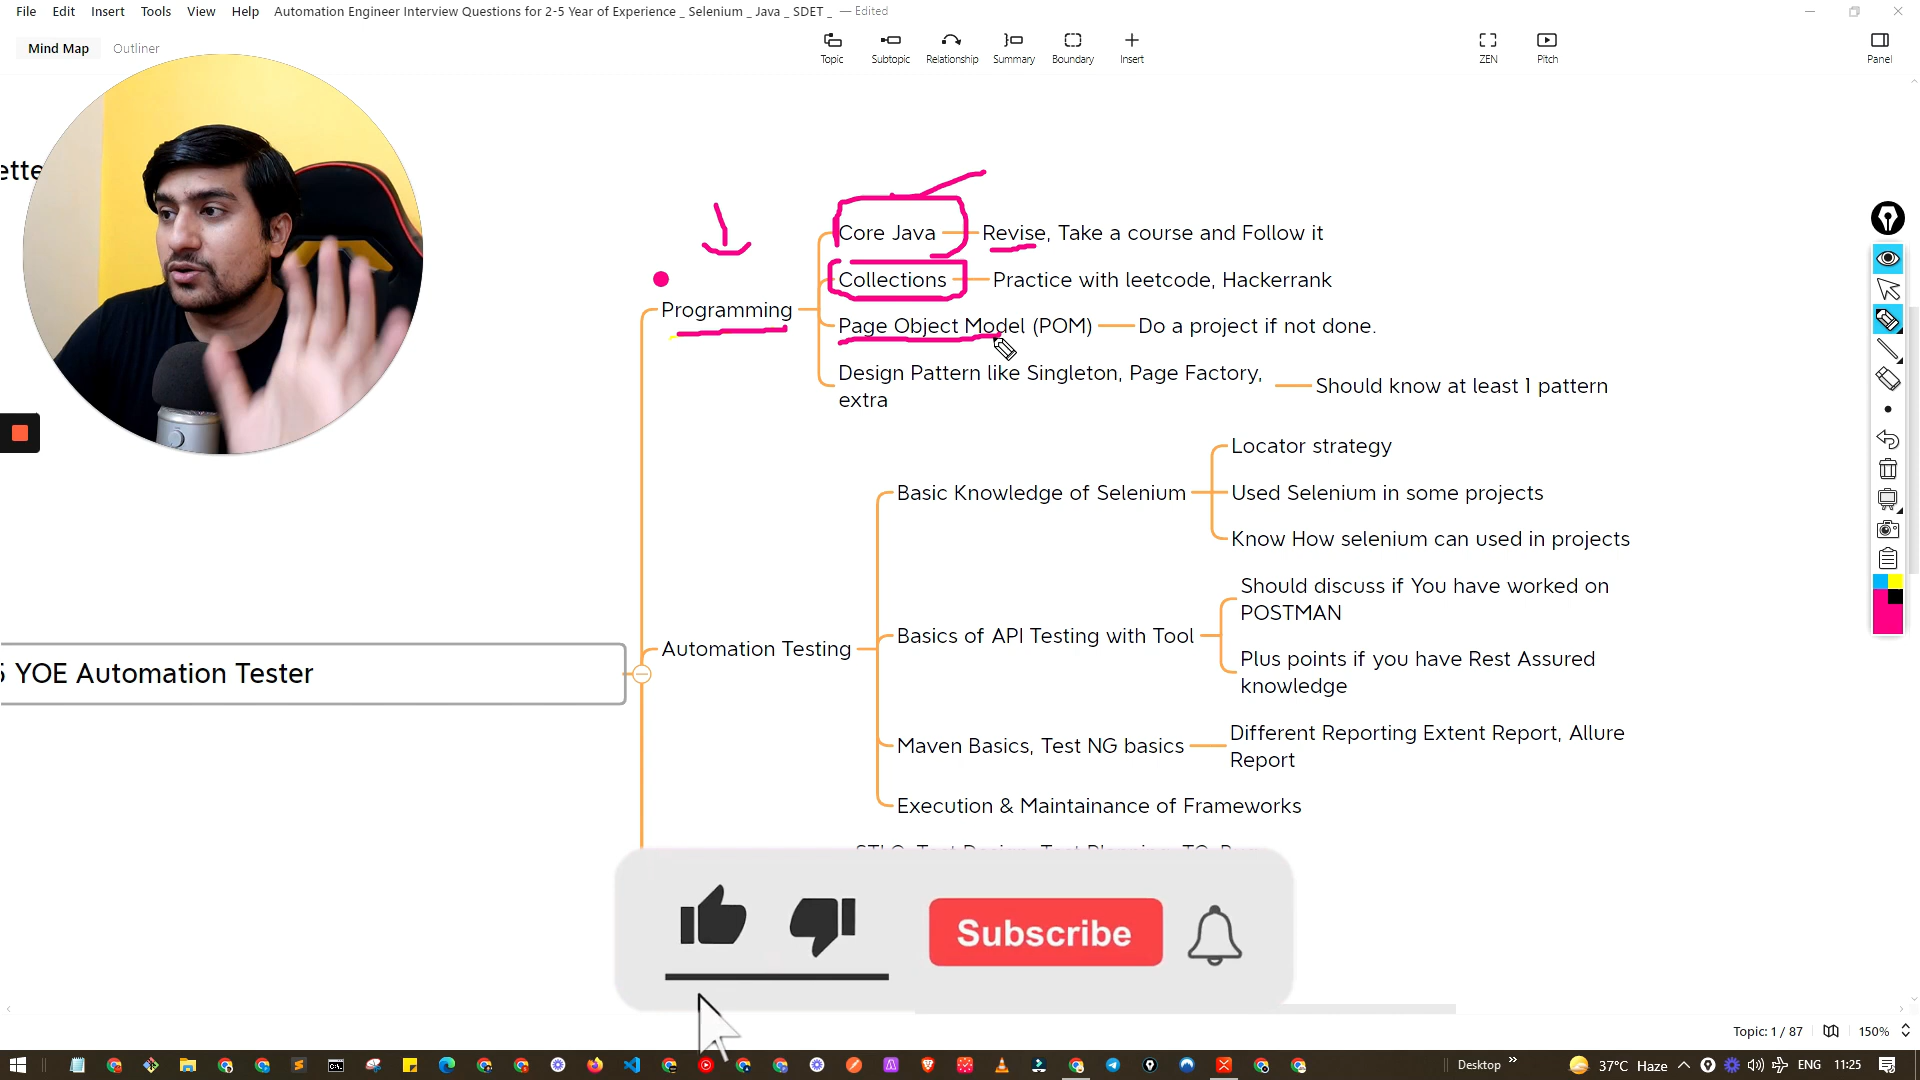 File Edit Insert Tools View Help Automation Engineer Interview Questions for 2-5 Year of Experience _ Selenium _ Java _ SDET _ — Edited
Mind Map Outliner
Topic Subtopic Relationship Summary Boundary Insert ZEN Pitch Panel
ette
Core Java Revise, Take a course and Follow it
Collections Practice with leetcode, Hackerrank
Programming
Page Object Model (POM) Do a project if not done.
Design Pattern like Singleton, Page Factory,
extra
Should know at least 1 pattern
Locator strategy
Basic Knowledge of Selenium Used Selenium in some projects
Know How selenium can used in projects
Should discuss if You have worked on
POSTMAN
Basics of API Testing with Tool
Automation Testing
Plus points if you have Rest Assured
knowledge
5 YOE Automation Tester
Maven Basics, Test NG basics
Different Reporting Extent Report, Allure
Report
Execution & Maintainance of Frameworks
Subscribe
Topic: 1 / 87 150%
Desktop 37°C Haze ENG 11:25